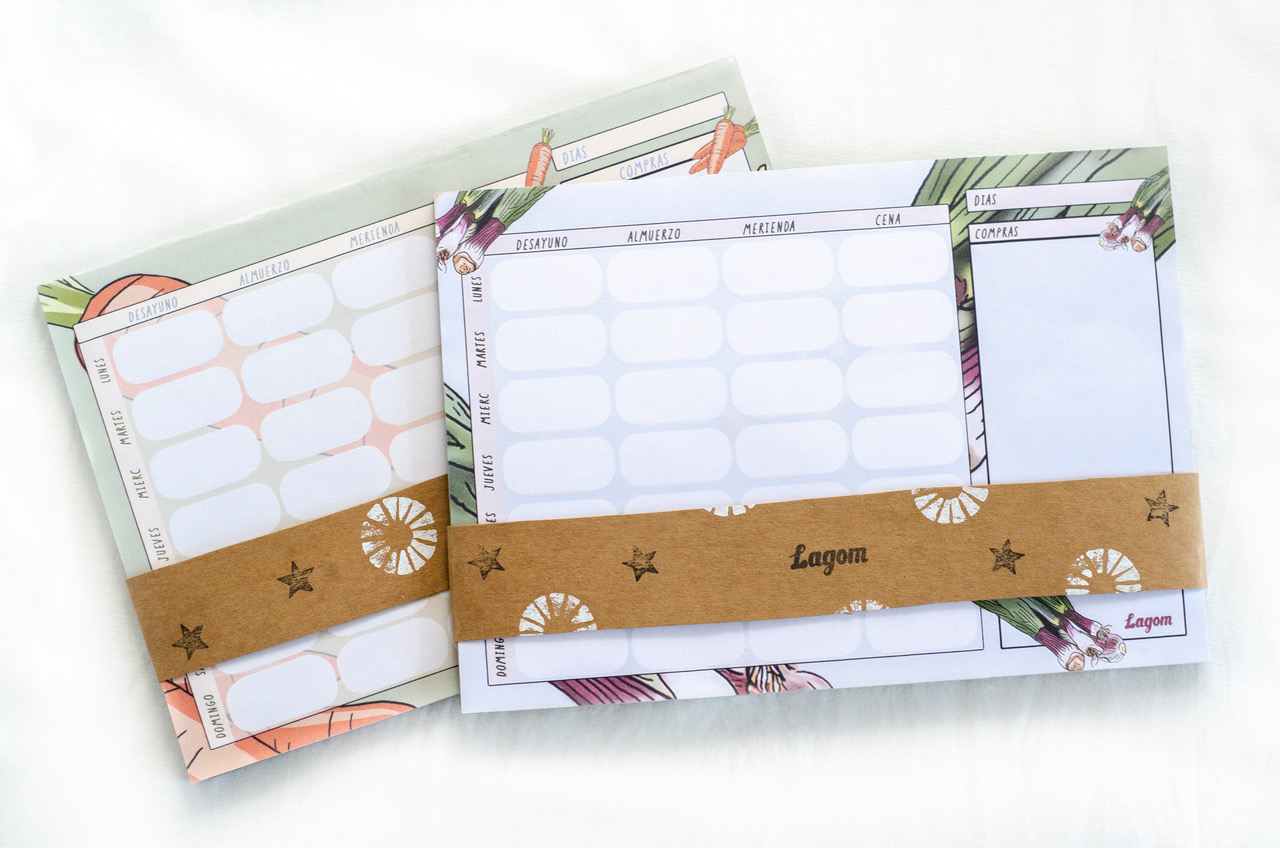 DIAS
COMPRAS
DESAYUNO ALMUERZO MERIENDA
LUNES
MARTES
MIERC
JUEVES
DOMINGO
DIAS
COMPRAS
DESAYUNO ALMUERZO MERIENDA CENA
LUNES
MARTES
MIERC
JUEVES
Lagom
Lagom